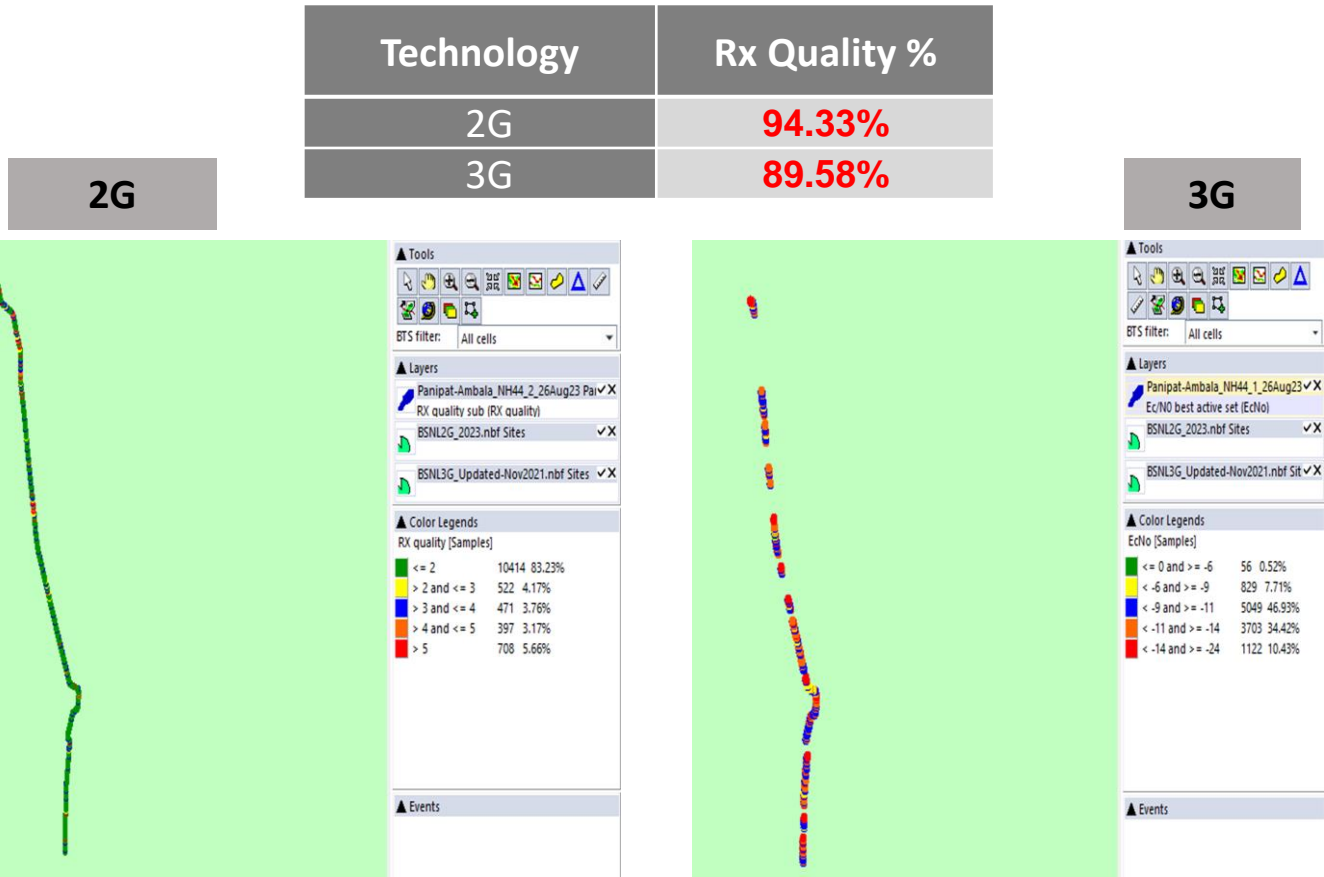 Technology Rx Quality %
2G 94.33%
3G 89.58%
2G
3G
Tools
BTS filter: All cells
Layers
Panipat-Ambala_NH44_2_26Aug23 Pa
RX quality sub (RX quality)
BSNL2G_2023.nbf Sites
BSNL3G_Updated-Nov2021.nbf Sites
Color Legends
RX quality [Samples]
<= 2 10414 83.23%
> 2 and <= 3 522 4.17%
> 3 and <= 4 471 3.76%
> 4 and <= 5 397 3.17%
> 5 708 5.66%
Events
Tools
BTS filter: All cells
Layers
Panipat-Ambala_NH44_1_26Aug23
Ec/N0 best active set (EcNo)
BSNL2G_2023.nbf Sites
BSNL3G_Updated-Nov2021.nbf Sit
Color Legends
EcNo [Samples]
<= 0 and >= -6 56 0.52%
< -6 and >= -9 829 7.71%
< -9 and >= -11 5049 46.93%
< -11 and >= -14 3703 34.42%
< -14 and >= -24 1122 10.43%
Events